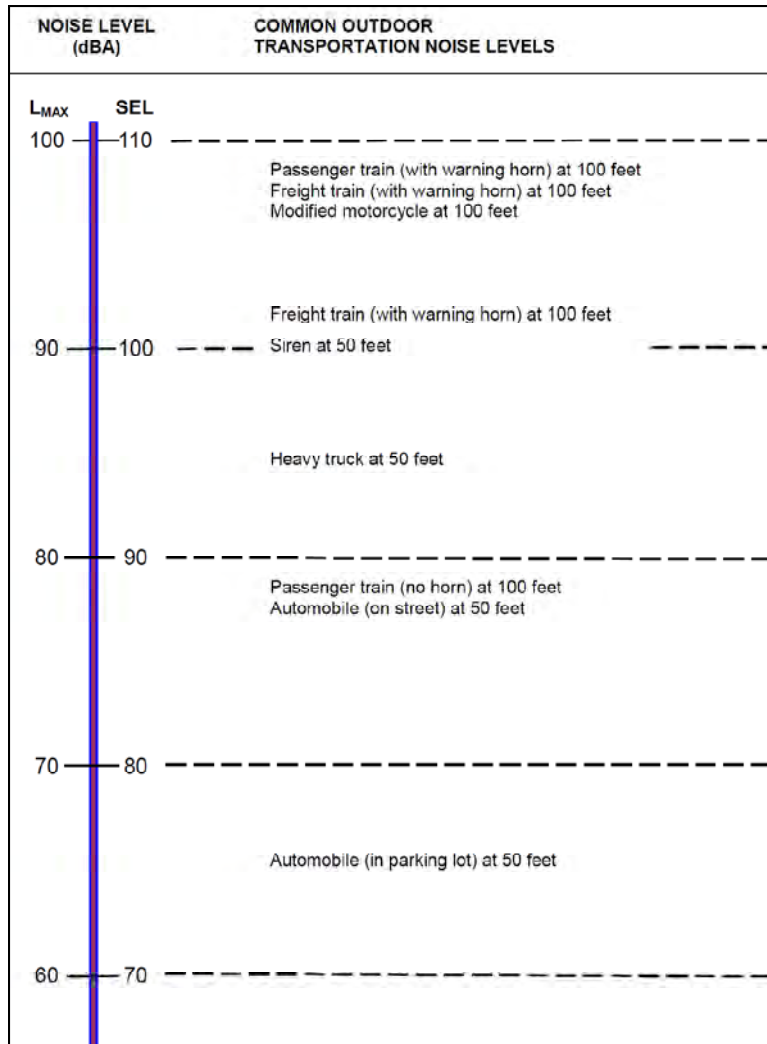 NOISE LEVEL COMMON OUTDOOR
(dBA) TRANSPORTATION NOISE LEVELS
LMAX SEL
100 110
Passenger train (with warning horn) at 100 feet
Freight train (with warning horn) at 100 feet
Modified motorcycle at 100 feet
Freight train (with warning horn) at 100 feet
90 100 Siren at 50 feet
Heavy truck at 50 feet
80 90
Passenger train (no horn) at 100 feet
Automobile (on street) at 50 feet
70 80
Automobile (in parking lot) at 50 feet
60 70